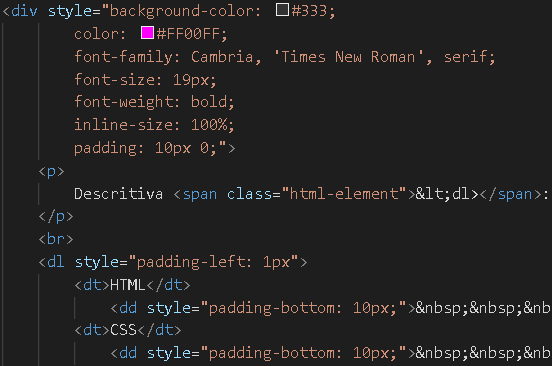 <div style="background-color: #333;
color: #FF00FF;
font-family: Cambria, 'Times New Roman', serif;
font-size: 19px;
font-weight: bold;
inline-size: 100%;
padding: 10px 0;">
<p>
Descritiva <span class="html-element">&lt;dl></span>:
</p>
<br>
<dl style="padding-left: 1px">
<dt>HTML</dt>
<dd style="padding-bottom: 10px;">&nbsp;&nbsp;&nb
<dt>CSS</dt>
<dd style="padding-bottom: 10px;">&nbsp;&nbsp;&nb